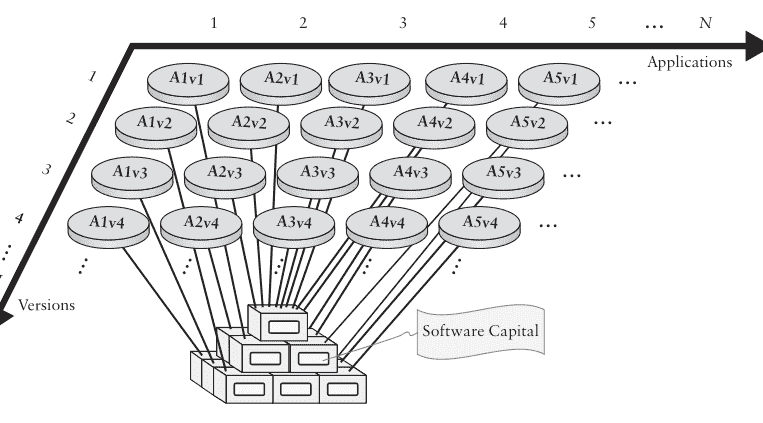 1 2 3 4 5 ... N
Applications
1 A1v1 A2v1 A3v1 A4v1 A5v1 ...
2 A1v2 A2v2 A3v2 A4v2 A5v2 ...
3 A1v3 A2v3 A3v3 A4v3 A5v3 ...
4 A1v4 A2v4 A3v4 A4v4 A5v4 ...
Versions
Software Capital